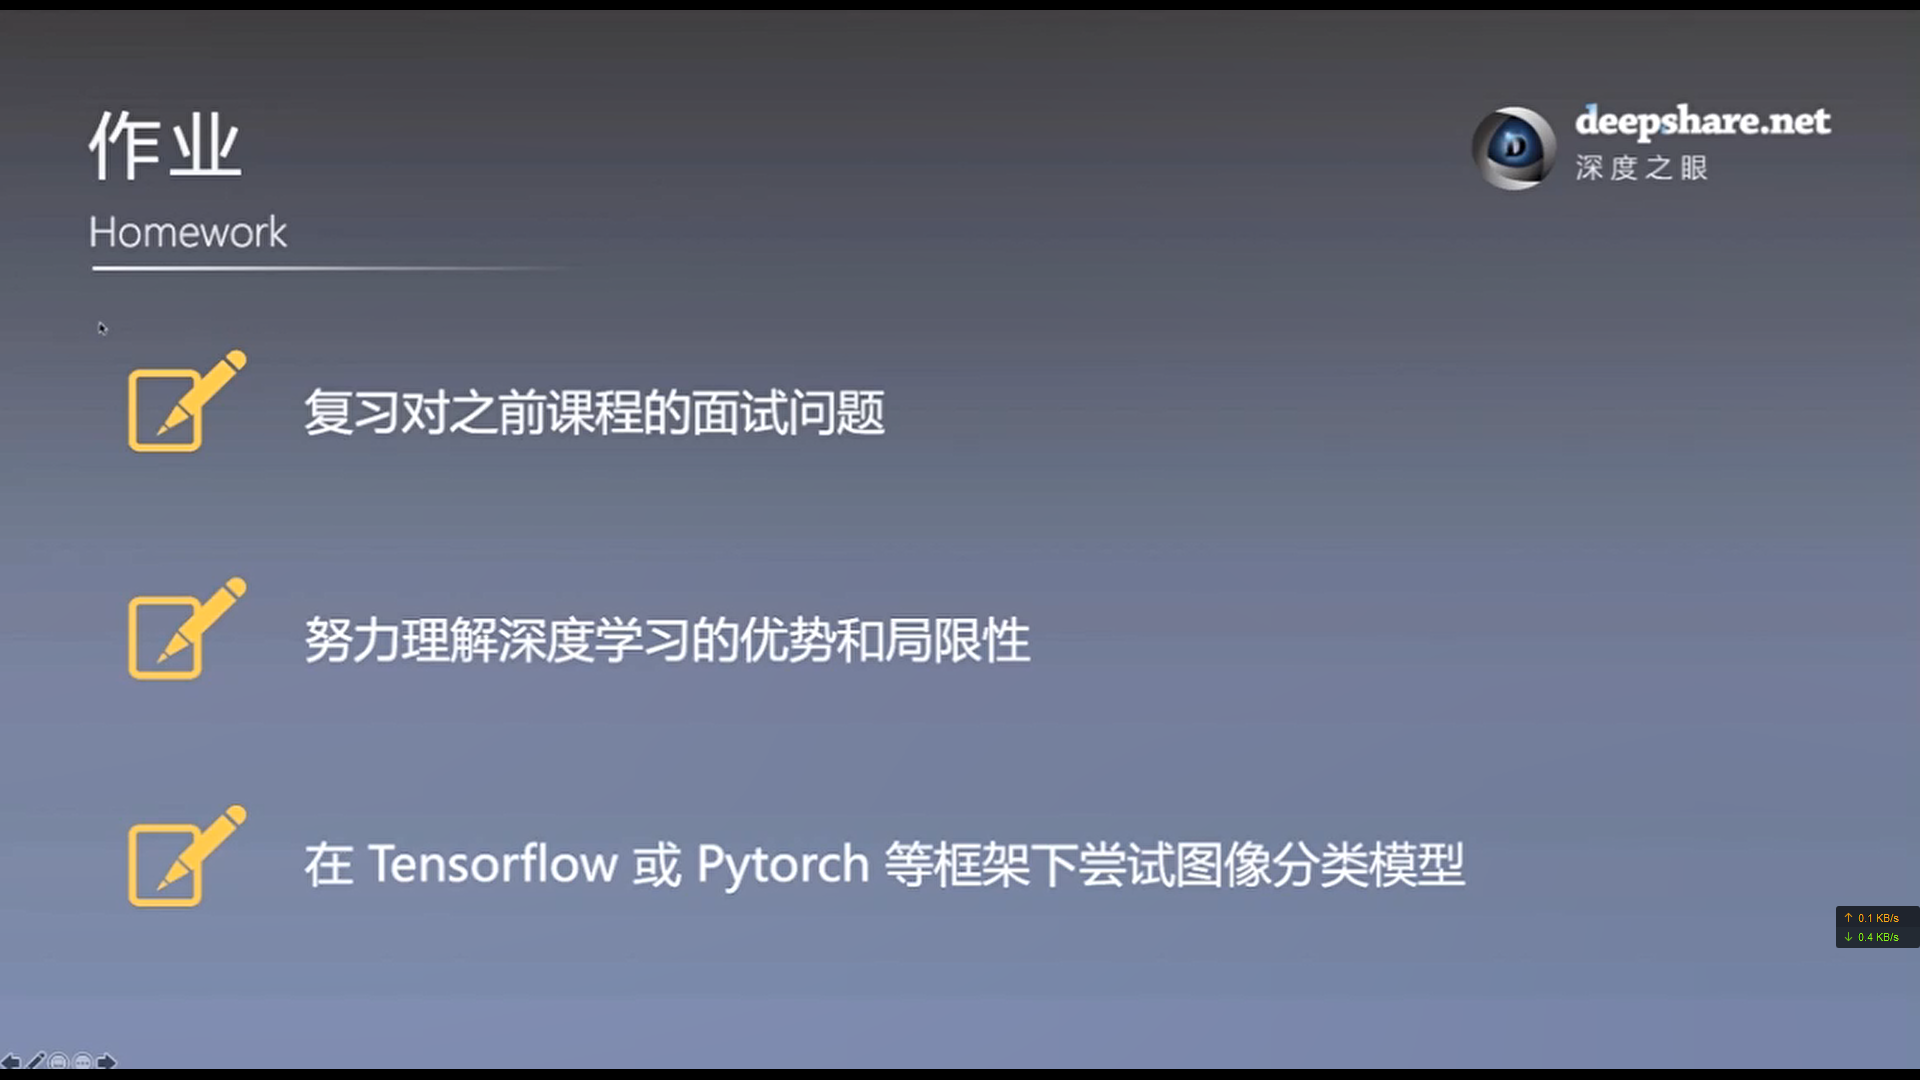 作业
Homework
deepshare.net
深度之眼
复习对之前课程的面试问题
努力理解深度学习的优势和局限性
在 Tensorflow 或 Pytorch 等框架下尝试图像分类模型
↑ 0.1 KB/s
↓ 0.4 KB/s